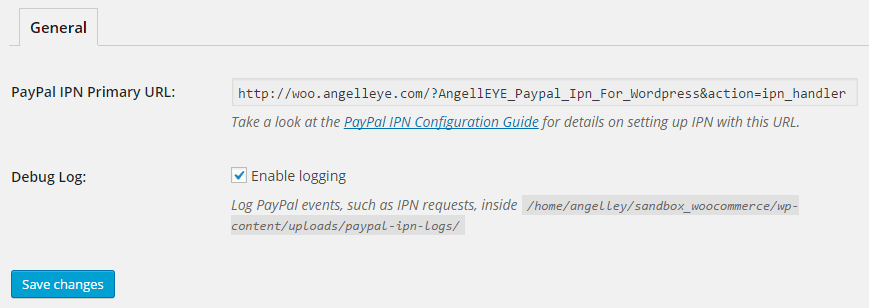 General
PayPal IPN Primary URL:
http://woo.angelleye.com/?AngellEYE_Paypal_Ipn_For_Wordpress&action=ipn_handler
Take a look at the PayPal IPN Configuration Guide for details on setting up IPN with this URL.
Debug Log:
Enable logging
Log PayPal events, such as IPN requests, inside /home/angelley/sandbox_woocommerce/wp-
content/uploads/paypal-ipn-logs/
Save changes